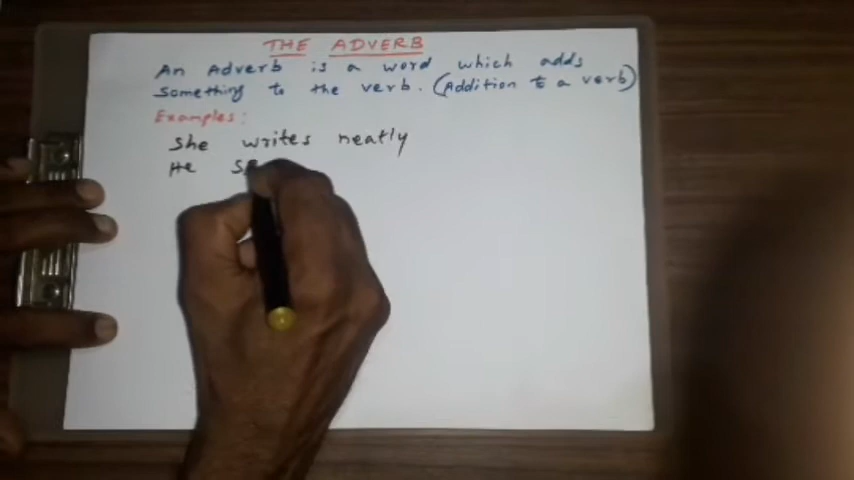 THE ADVERB
An Adverb is a word which adds
something to the verb. (Addition to a verb)
Examples:
She writes neatly
He